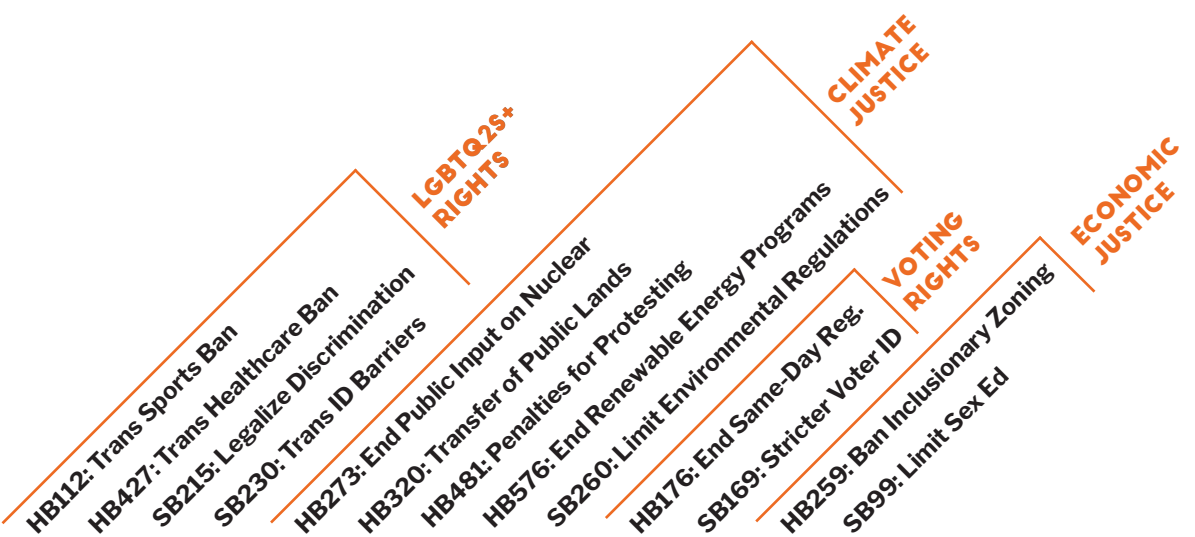 LGBTQ2S+
RIGHTS
HB112: Trans Sports Ban
HB427: Trans Healthcare Ban
SB215: Legalize Discrimination
SB230: Trans ID Barriers
CLIMATE
JUSTICE
HB273: End Public Input on Nuclear
HB320: Transfer of Public Lands
HB481: Penalties for Protesting
HB576: End Renewable Energy Programs
SB260: Limit Environmental Regulations
VOTING
RIGHTS
HB176: End Same-Day Reg.
SB169: Stricter Voter ID
ECONOMIC
JUSTICE
HB259: Ban Inclusionary Zoning
SB99: Limit Sex Ed